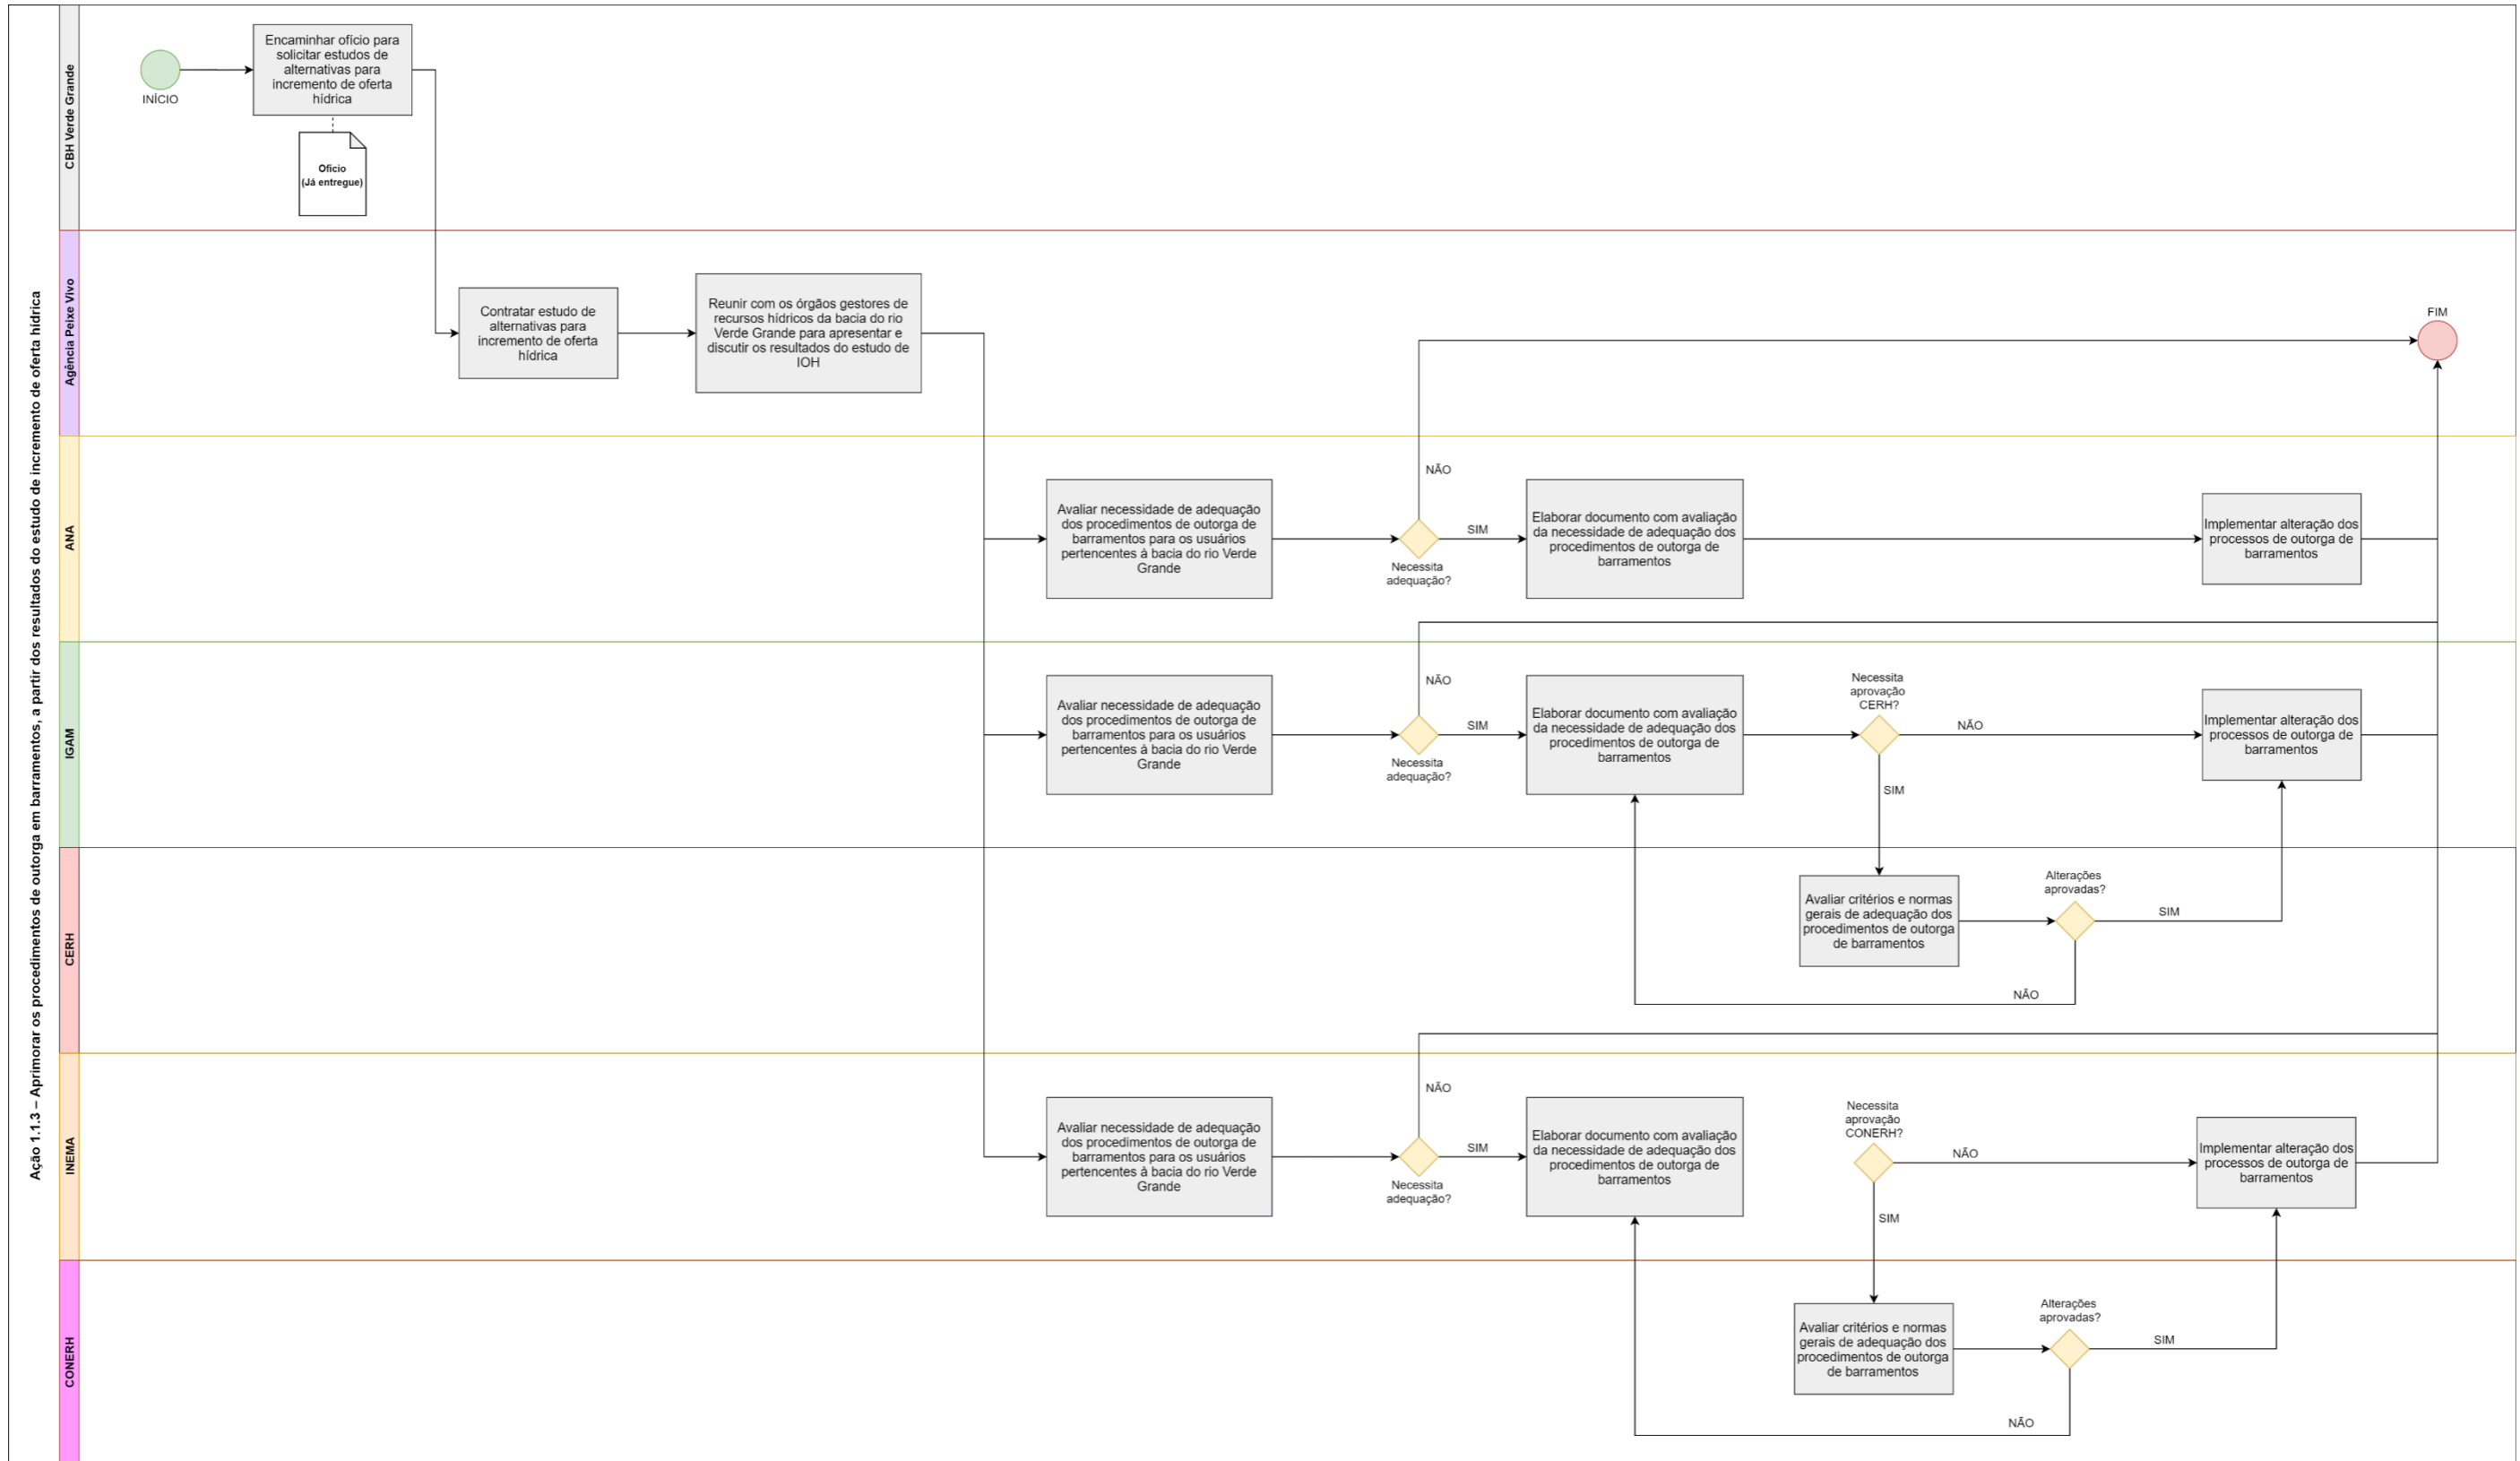 Ação 1.1.3 – Aprimorar os procedimentos de outorga em barramentos, a partir dos resultados do estudo de incremento de oferta hídrica
CBH Verde Grande
INÍCIO
Encaminhar ofício para
solicitar estudos de
alternativas para
incremento de oferta
hídrica
Ofício
(Já entregue)
Agência Peixe Vivo
Contratar estudo de
alternativas para
incremento de oferta
hídrica
Reunir com os órgãos gestores de
recursos hídricos da bacia do rio
Verde Grande para apresentar e
discutir os resultados do estudo de
IOH
FIM
ANA
Avaliar necessidade de adequação
dos procedimentos de outorga de
barramentos para os usuários
pertencentes à bacia do rio Verde
Grande
NÃO
Necessita
adequação?
SIM
Elaborar documento com avaliação
da necessidade de adequação dos
procedimentos de outorga de
barramentos
Implementar alteração dos
processos de outorga de
barramentos
IGAM
Avaliar necessidade de adequação
dos procedimentos de outorga de
barramentos para os usuários
pertencentes à bacia do rio Verde
Grande
NÃO
Necessita
adequação?
SIM
Elaborar documento com avaliação
da necessidade de adequação dos
procedimentos de outorga de
barramentos
Necessita
aprovação
CERH?
NÃO
SIM
Implementar alteração dos
processos de outorga de
barramentos
CERH
Avaliar critérios e normas
gerais de adequação dos
procedimentos de outorga
de barramentos
Alterações
aprovadas?
SIM
NÃO
INEMA
Avaliar necessidade de adequação
dos procedimentos de outorga de
barramentos para os usuários
pertencentes à bacia do rio Verde
Grande
NÃO
Necessita
adequação?
SIM
Elaborar documento com avaliação
da necessidade de adequação dos
procedimentos de outorga de
barramentos
Necessita
aprovação
CONERH?
NÃO
SIM
Implementar alteração dos
processos de outorga de
barramentos
CONERH
Avaliar critérios e normas
gerais de adequação dos
procedimentos de outorga
de barramentos
Alterações
aprovadas?
SIM
NÃO